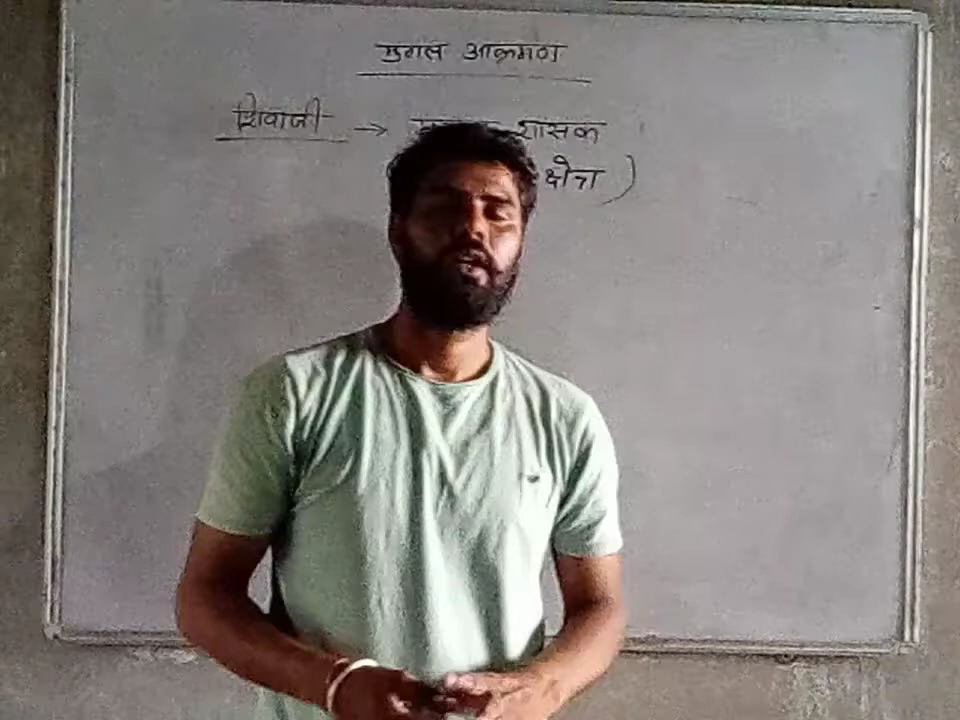 मुगल आक्रमण
शिवाजी → शासक
क्षेत्र )